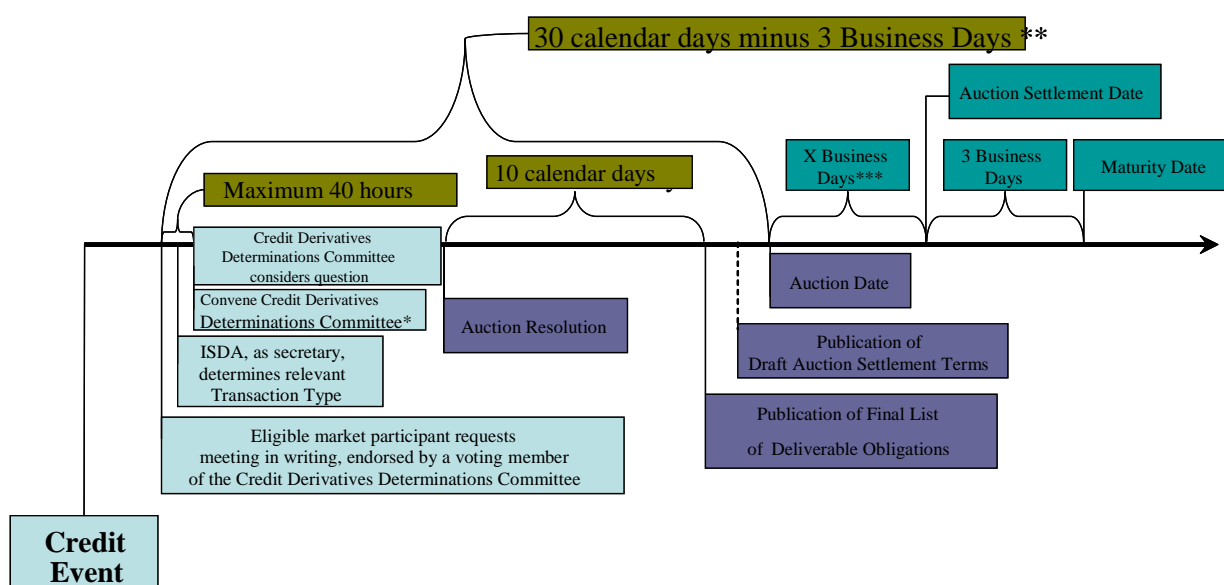 30 calendar days minus 3 Business Days **
Auction Settlement Date
X Business
Days***
3 Business
Days
Maturity Date
10 calendar days
Maximum 40 hours
Credit Derivatives
Determinations Committee
considers question
Convene Credit Derivatives
Determinations Committee*
ISDA, as secretary,
determines relevant
Transaction Type
Eligible market participant requests
meeting in writing, endorsed by a voting member
of the Credit Derivatives Determinations Committee
Auction Resolution
Auction Date
Publication of
Draft Auction Settlement Terms
Publication of Final List
of Deliverable Obligations
Credit
Event